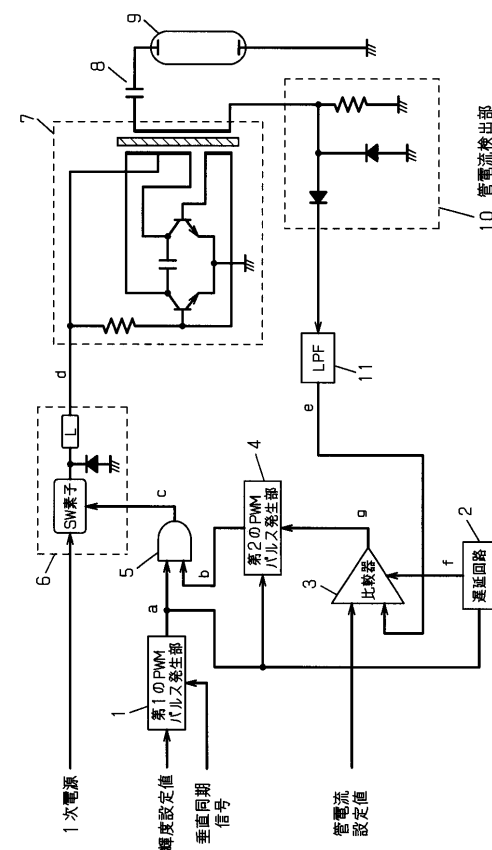 1次電源
輝度設定値
垂直同期
信号
管電流
設定値
1
第1のPWM
パルス発生部
a
6
SW素子
L
d
c
5
b
第2のPWM
パルス発生部
4
g
3
比較器
f
遅延回路
2
e
LPF
11
7
8
9
10 管電流検出部